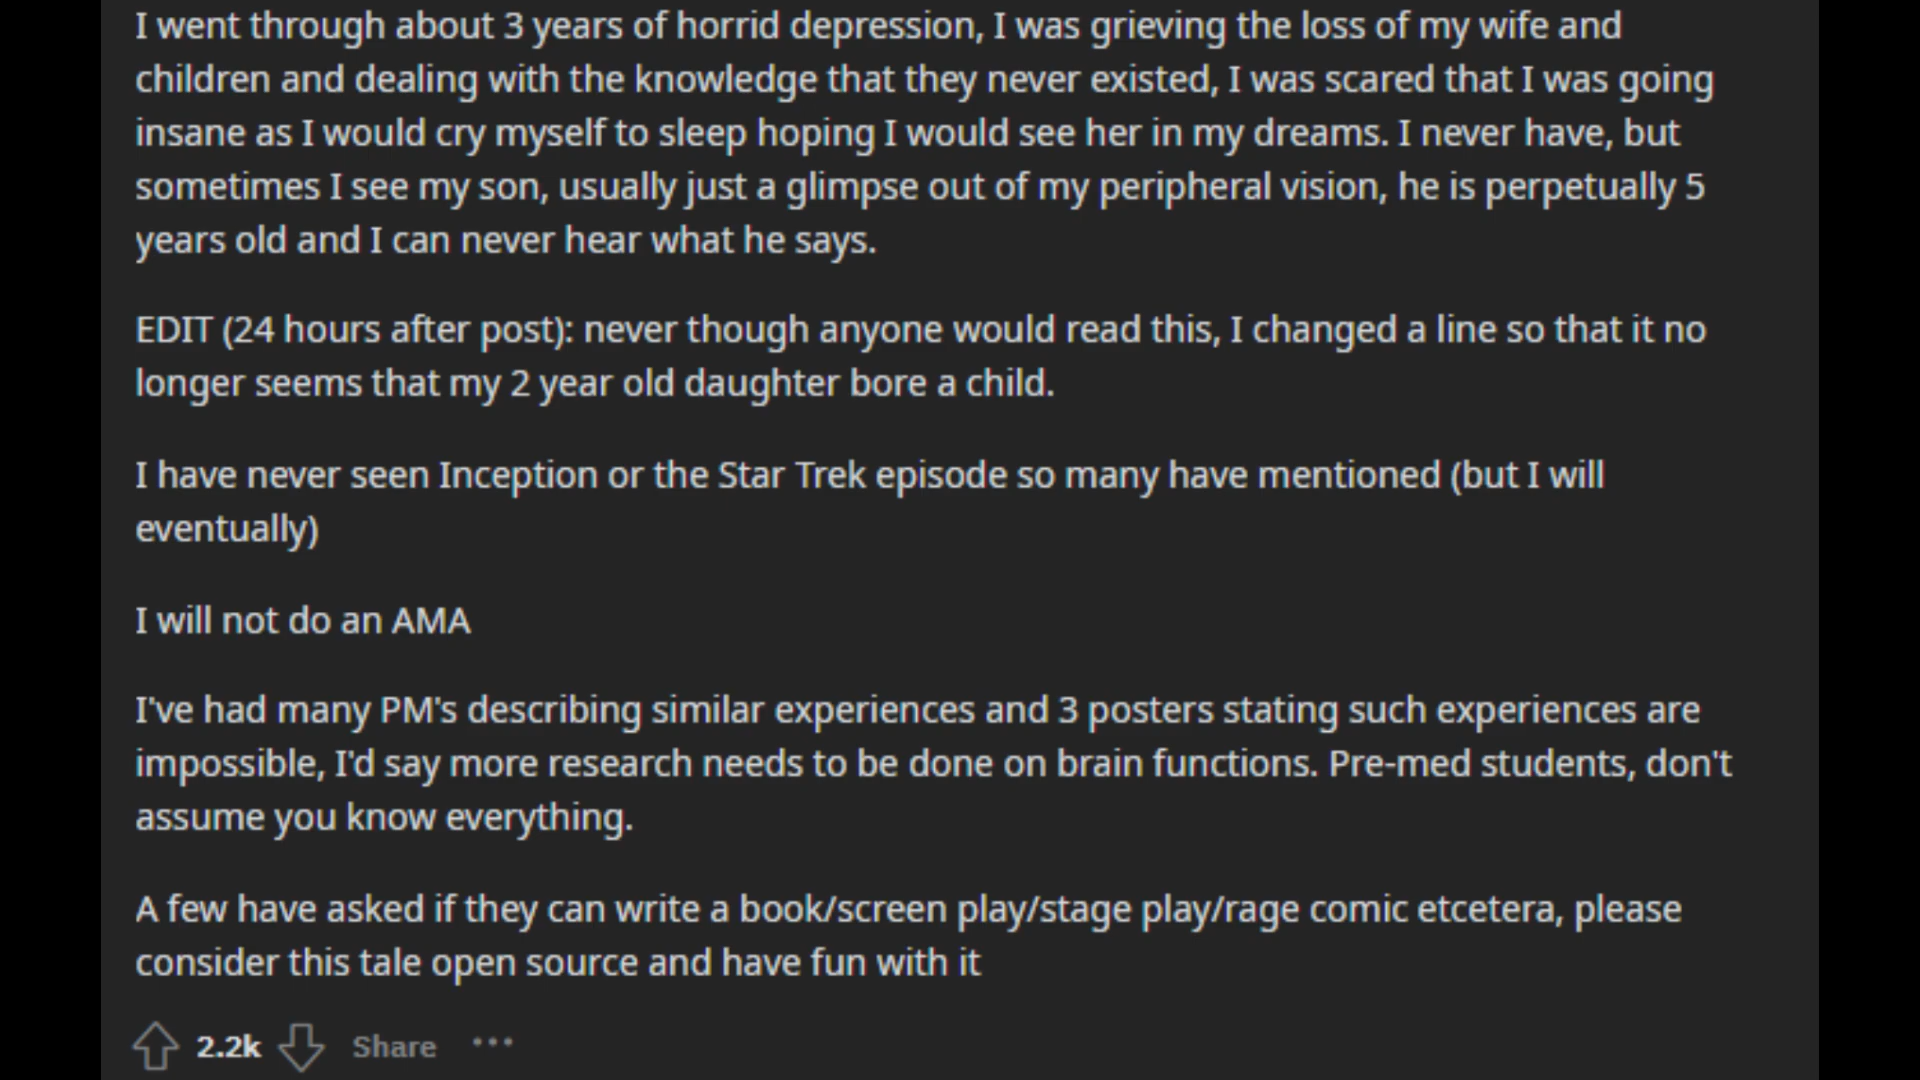 I went through about 3 years of horrid depression, I was grieving the loss of my wife and
children and dealing with the knowledge that they never existed, I was scared that I was going
insane as I would cry myself to sleep hoping I would see her in my dreams. I never have, but
sometimes I see my son, usually just a glimpse out of my peripheral vision, he is perpetually 5
years old and I can never hear what he says.
EDIT (24 hours after post): never though anyone would read this, I changed a line so that it no
longer seems that my 2 year old daughter bore a child.
I have never seen Inception or the Star Trek episode so many have mentioned (but I will
eventually)
I will not do an AMA
I've had many PM's describing similar experiences and 3 posters stating such experiences are
impossible, I'd say more research needs to be done on brain functions. Pre-med students, don't
assume you know everything.
A few have asked if they can write a book/screen play/stage play/rage comic etcetera, please
consider this tale open source and have fun with it
2.2k Share ...